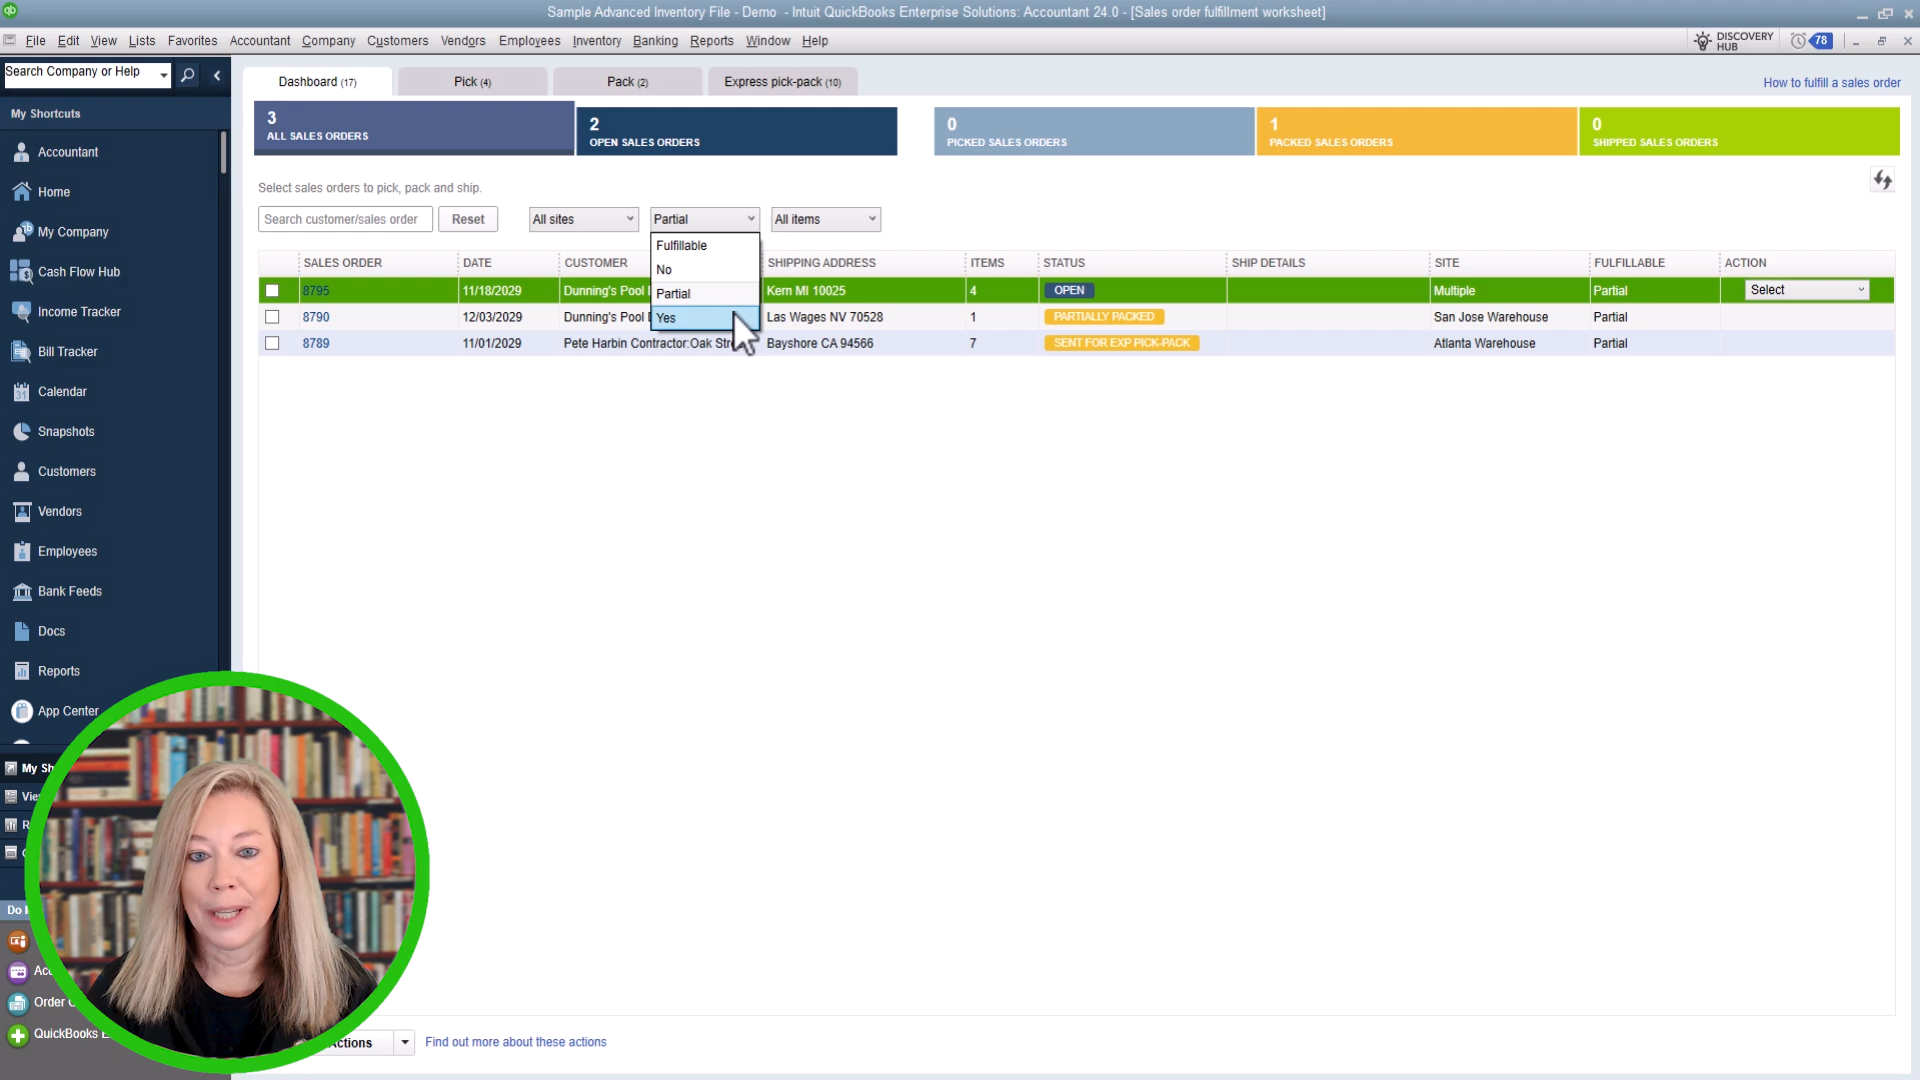 Sample Advanced Inventory File - Demo - Intuit QuickBooks Enterprise Solutions: Accountant 24.0 - [Sales order fulfillment worksheet]
File Edit View Lists Favorites Accountant Company Customers Vendors Employees Inventory Banking Reports Window Help
DISCOVERY HUB 78
Search Company or Help
My Shortcuts
Accountant
Home
My Company
Cash Flow Hub
Income Tracker
Bill Tracker
Calendar
31
Snapshots
Customers
Vendors
Employees
Bank Feeds
Docs
Reports
App Center
My Sh
Vie
R
Do
Acc
Order C
QuickBooks E
Dashboard (17) Pick (4) Pack (2) Express pick-pack (10)
How to fulfill a sales order
3
ALL SALES ORDERS
2
OPEN SALES ORDERS
0
PICKED SALES ORDERS
1
PACKED SALES ORDERS
0
SHIPPED SALES ORDERS
Select sales orders to pick, pack and ship.
Search customer/sales order Reset All sites Partial All items
Fulfillable
No
Partial
Yes
SALES ORDER DATE CUSTOMER SHIPPING ADDRESS ITEMS STATUS SHIP DETAILS SITE FULFILLABLE ACTION
8795 11/18/2029 Dunning's Pool Kern MI 10025 4 OPEN Multiple Partial Select
8790 12/03/2029 Dunning's Pool Las Wages NV 70528 1 PARTIALLY PACKED San Jose Warehouse Partial
8789 11/01/2029 Pete Harbin Contractor:Oak Str Bayshore CA 94566 7 SENT FOR EXP PICK-PACK Atlanta Warehouse Partial
ctions Find out more about these actions